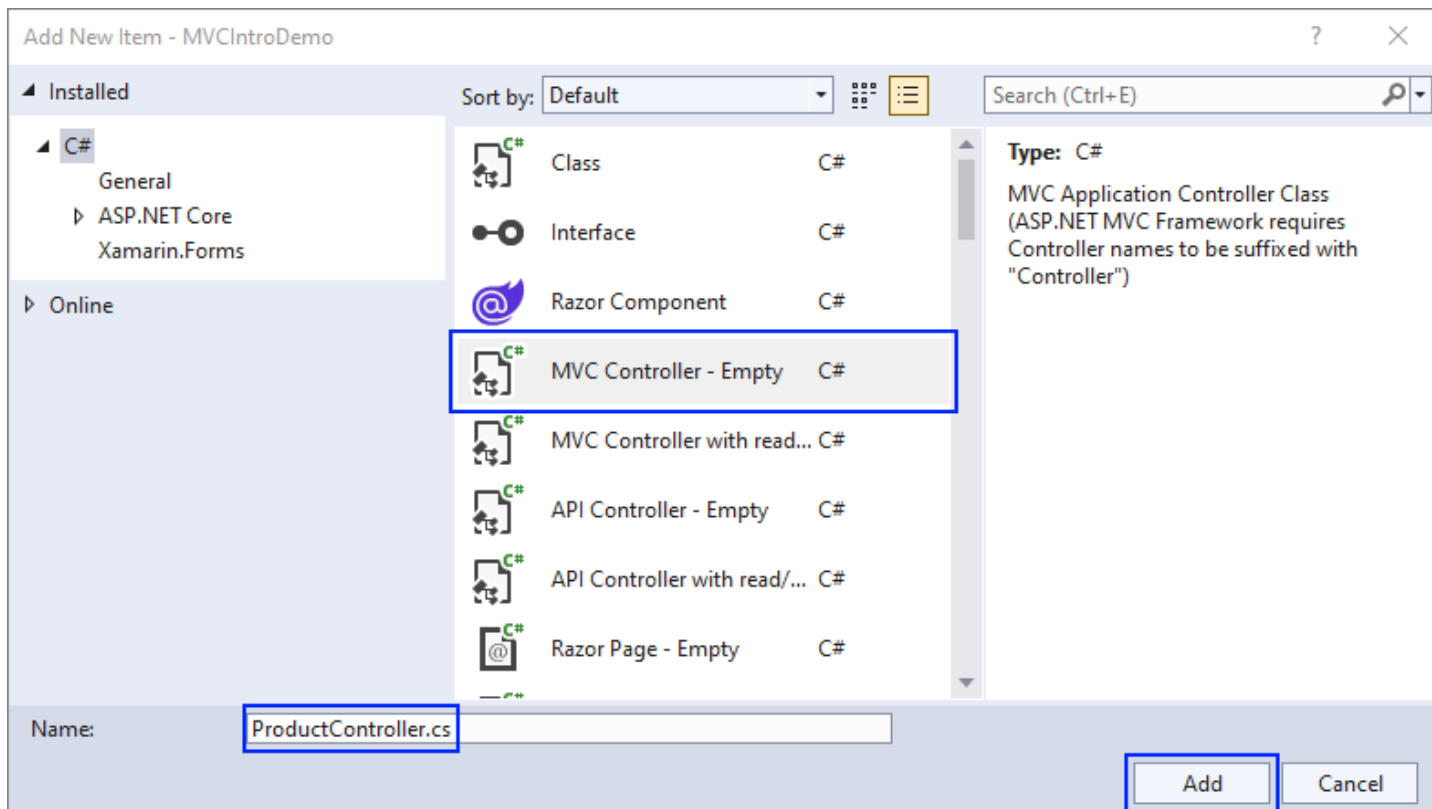 Add New Item - MVCIntroDemo
?
Installed
Sort by: Default
Search (Ctrl+E)
C#
General
ASP.NET Core
Xamarin.Forms
Online
C# Class C#
Interface C#
@ Razor Component C#
C# MVC Controller - Empty C#
C# MVC Controller with read... C#
C# API Controller - Empty C#
C# API Controller with read/... C#
C# @ Razor Page - Empty C#
C#
Type: C#
MVC Application Controller Class
(ASP.NET MVC Framework requires
Controller names to be suffixed with
"Controller")
Name: ProductController.cs
Add Cancel